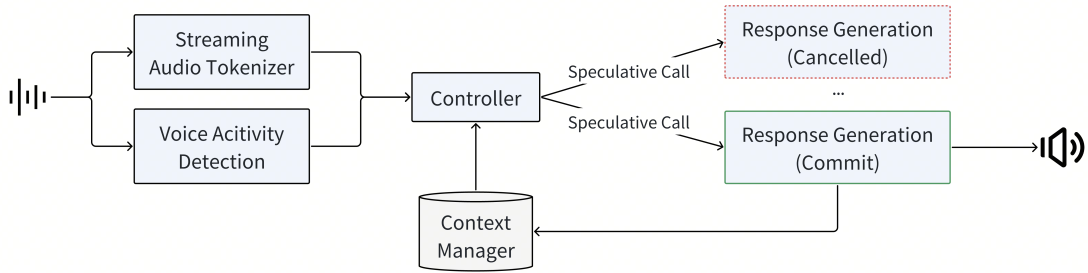 Streaming
Audio Tokenizer
Voice Acitivity
Detection
Controller
Context
Manager
Speculative Call
Speculative Call
Response Generation
(Cancelled)
...
Response Generation
(Commit)